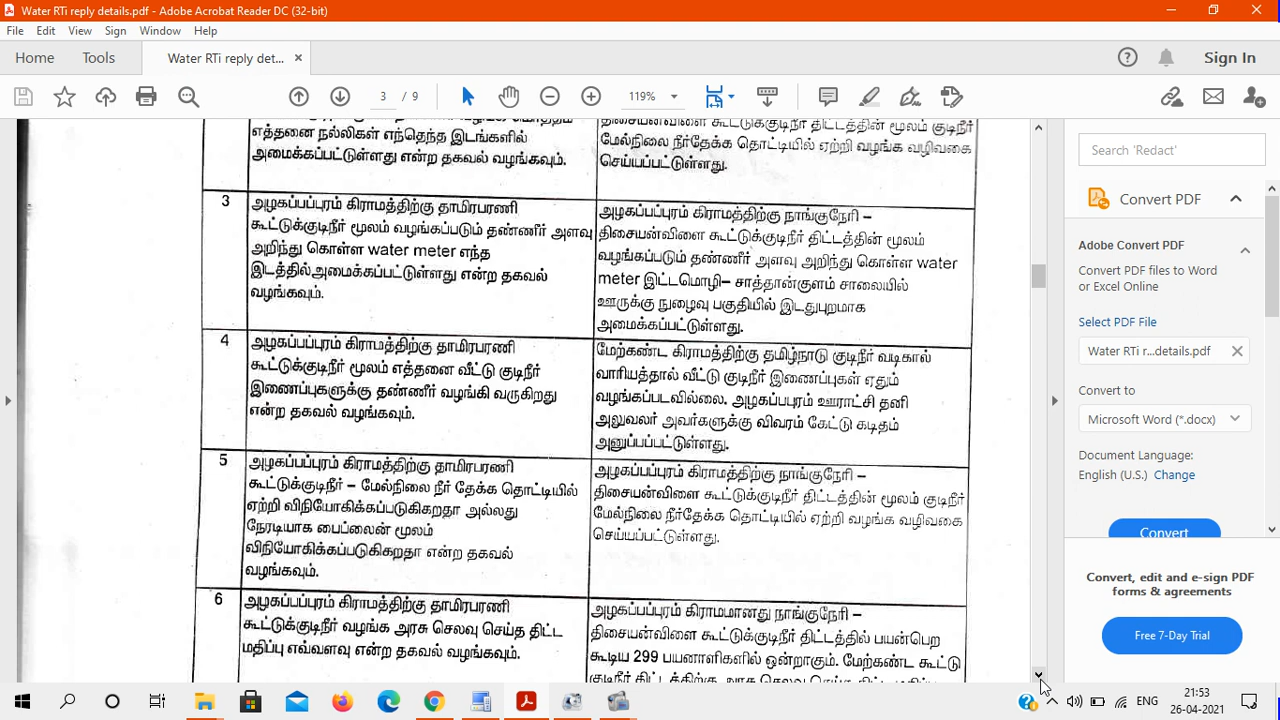 Water RTi reply details.pdf - Adobe Acrobat Reader DC (32-bit)
File Edit View Sign Window Help
Home Tools Water RTi reply det... × Sign In
3 / 9 119%
எத்தனை நல்லிகள் எந்தெந்த இடங்களில்
அமைக்கப்பட்டுள்ளது என்ற தகவல் வழங்கவும்.
திசையன்விளை கூட்டுக்குடிநீர் திட்டத்தின் மூலம் குடிநீர்
மேல்நிலை நீர்தேக்க தொட்டியில் ஏற்றி வழங்க வழிவகை
செய்யப்பட்டுள்ளது.
3
அழகப்பபுரம் கிராமத்திற்கு தாமிரபரணி
கூட்டுக்குடிநீர் மூலம் வழங்கப்படும் தண்ணீர் அளவு
அறிந்து கொள்ள water meter எந்த
இடத்தில்அமைக்கப்பட்டுள்ளது என்ற தகவல்
வழங்கவும்.
அழகப்பபுரம் கிராமத்திற்கு நாங்குநேரி –
திசையன்விளை கூட்டுக்குடிநீர் திட்டத்தின் மூலம்
வழங்கப்படும் தண்ணீர் அளவு அறிந்து கொள்ள water
meter இட்டமொழி– சாத்தான்குளம் சாலையில்
ஊருக்கு நுழைவு பகுதியில் இடதுபுறமாக
அமைக்கப்பட்டுள்ளது.
4
அழகப்பபுரம் கிராமத்திற்கு தாமிரபரணி
கூட்டுக்குடிநீர் மூலம் எத்தனை வீட்டு குடிநீர்
இணைப்புகளுக்கு தண்ணீர் வழங்கி வருகிறது
என்ற தகவல் வழங்கவும்.
மேற்கண்ட கிராமத்திற்கு தமிழ்நாடு குடிநீர் வடிகால்
வாரியத்தால் வீட்டு குடிநீர் இணைப்புகள் ஏதும்
வழங்கப்படவில்லை. அழகப்பபுரம் ஊராட்சி தனி
அலுவலர் அவர்களுக்கு விவரம் கேட்டு கடிதம்
அனுப்பப்பட்டுள்ளது.
5
அழகப்பபுரம் கிராமத்திற்கு தாமிரபரணி
கூட்டுக்குடிநீர் – மேல்நிலை நீர் தேக்க தொட்டியில்
ஏற்றி விநியோகிக்கப்படுகிறதா அல்லது
நேரடியாக பைப்லைன் மூலம்
விநியோகிக்கப்படுகிறதா என்ற தகவல்
வழங்கவும்.
அழகப்பபுரம் கிராமத்திற்கு நாங்குநேரி –
திசையன்விளை கூட்டுக்குடிநீர் திட்டத்தின் மூலம் குடிநீர்
மேல்நிலை நீர்தேக்க தொட்டியில் ஏற்றி வழங்க வழிவகை
செய்யப்பட்டுள்ளது.
6
அழகப்பபுரம் கிராமத்திற்கு தாமிரபரணி
கூட்டுக்குடிநீர் வழங்க அரசு செலவு செய்த திட்ட
மதிப்பு எவ்வளவு என்ற தகவல் வழங்கவும்.
அழகப்பபுரம் கிராமமானது நாங்குநேரி –
திசையன்விளை கூட்டுக்குடிநீர் திட்டத்தில் பயன்பெற
கூடிய 299 பயனாளிகளில் ஒன்றாகும். மேற்கண்ட கூட்டு
Search 'Redact'
Convert PDF
Adobe Convert PDF
Convert PDF files to Word
or Excel Online
Select PDF File
Water RTi r...details.pdf ×
Convert to
Microsoft Word (*.docx)
Document Language:
English (U.S.) Change
Convert
Convert, edit and e-sign PDF
forms & agreements
Free 7-Day Trial
ENG
21:53
26-04-2021